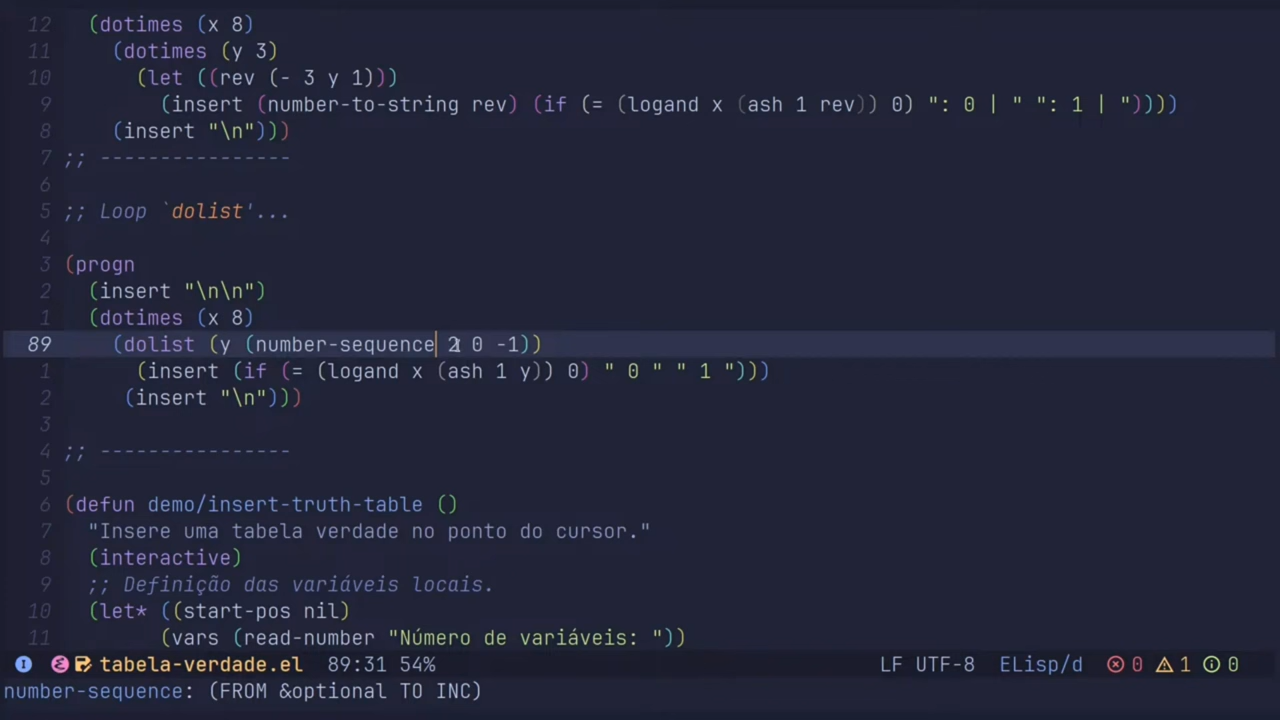 12 (dotimes (x 8)
11 (dotimes (y 3)
10 (let ((rev (- 3 y 1)))
9 (insert (number-to-string rev) (if (= (logand x (ash 1 rev)) 0) ": 0 | " ": 1 | "))))
8 (insert "\n")))
7 ;; ----------------
6
5 ;; Loop `dolist'...
4
3 (progn
2 (insert "\n\n")
1 (dotimes (x 8)
89 (dolist (y (number-sequence 2 0 -1))
1 (insert (if (= (logand x (ash 1 y)) 0) " 0 " " 1 ")))
2 (insert "\n")))
3
4 ;; ----------------
5
6 (defun demo/insert-truth-table ()
7 "Insere uma tabela verdade no ponto do cursor."
8 (interactive)
9 ;; Definição das variáveis locais.
10 (let* ((start-pos nil)
11 (vars (read-number "Número de variáveis: "))
I tabela-verdade.el 89:31 54% LF UTF-8 ELisp/d 0 1 0
number-sequence: (FROM &optional TO INC)